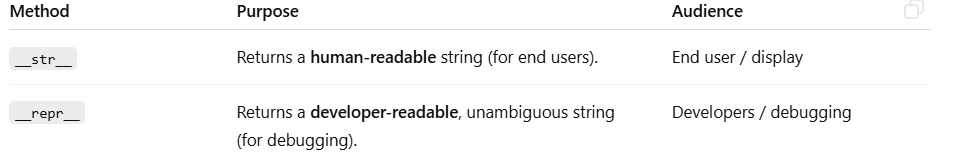 Method Purpose Audience
__str__ Returns a human-readable string (for end users). End user / display
__repr__ Returns a developer-readable, unambiguous string Developers / debugging
(for debugging).